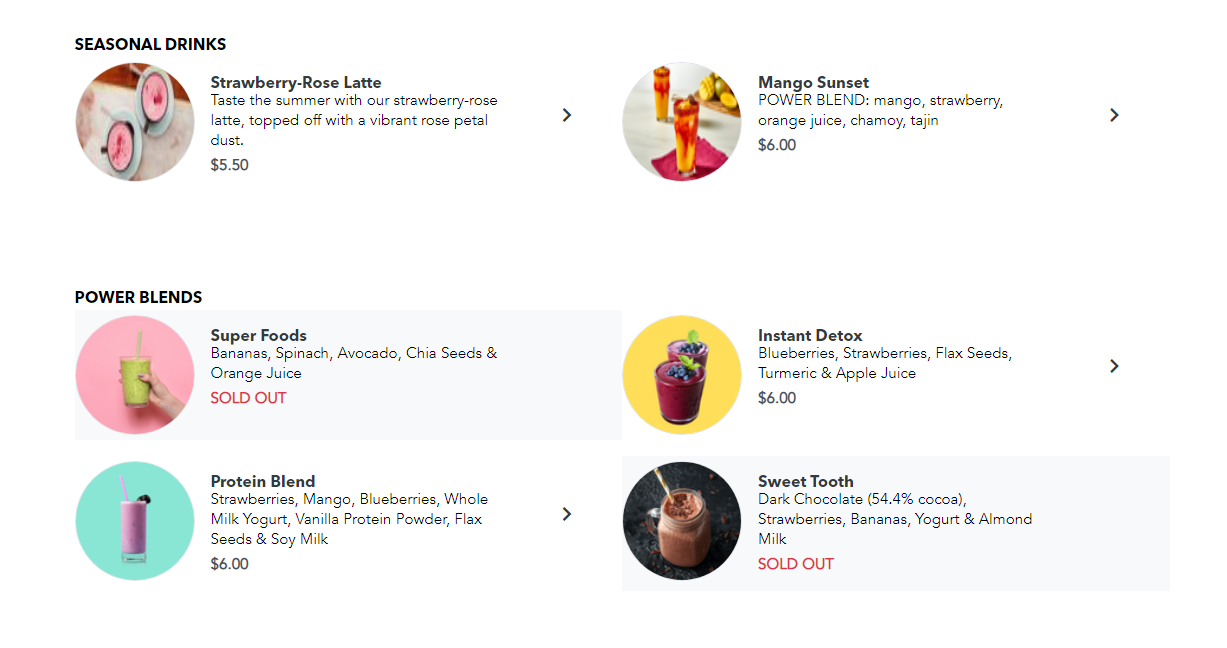 SEASONAL DRINKS
Strawberry-Rose Latte
Taste the summer with our strawberry-rose
latte, topped off with a vibrant rose petal
dust.
$5.50
Mango Sunset
POWER BLEND: mango, strawberry,
orange juice, chamoy, tajin
$6.00
POWER BLENDS
Super Foods
Bananas, Spinach, Avocado, Chia Seeds &
Orange Juice
SOLD OUT
Instant Detox
Blueberries, Strawberries, Flax Seeds,
Turmeric & Apple Juice
$6.00
Protein Blend
Strawberries, Mango, Blueberries, Whole
Milk Yogurt, Vanilla Protein Powder, Flax
Seeds & Soy Milk
$6.00
Sweet Tooth
Dark Chocolate (54.4% cocoa),
Strawberries, Bananas, Yogurt & Almond
Milk
SOLD OUT